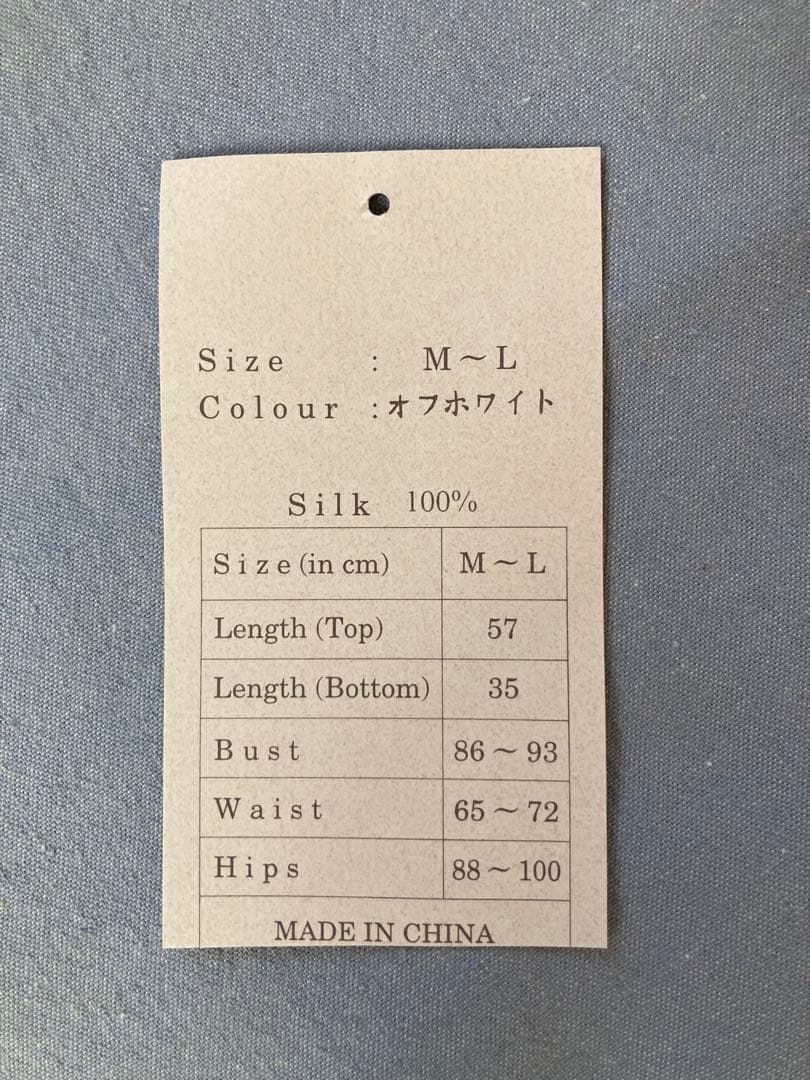 Size : M～L
Colour :オフホワイト
Silk 100%
Size (in cm) M～L
Length (Top) 57
Length (Bottom) 35
Bust 86～93
Waist 65～72
Hips 88～100
MADE IN CHINA